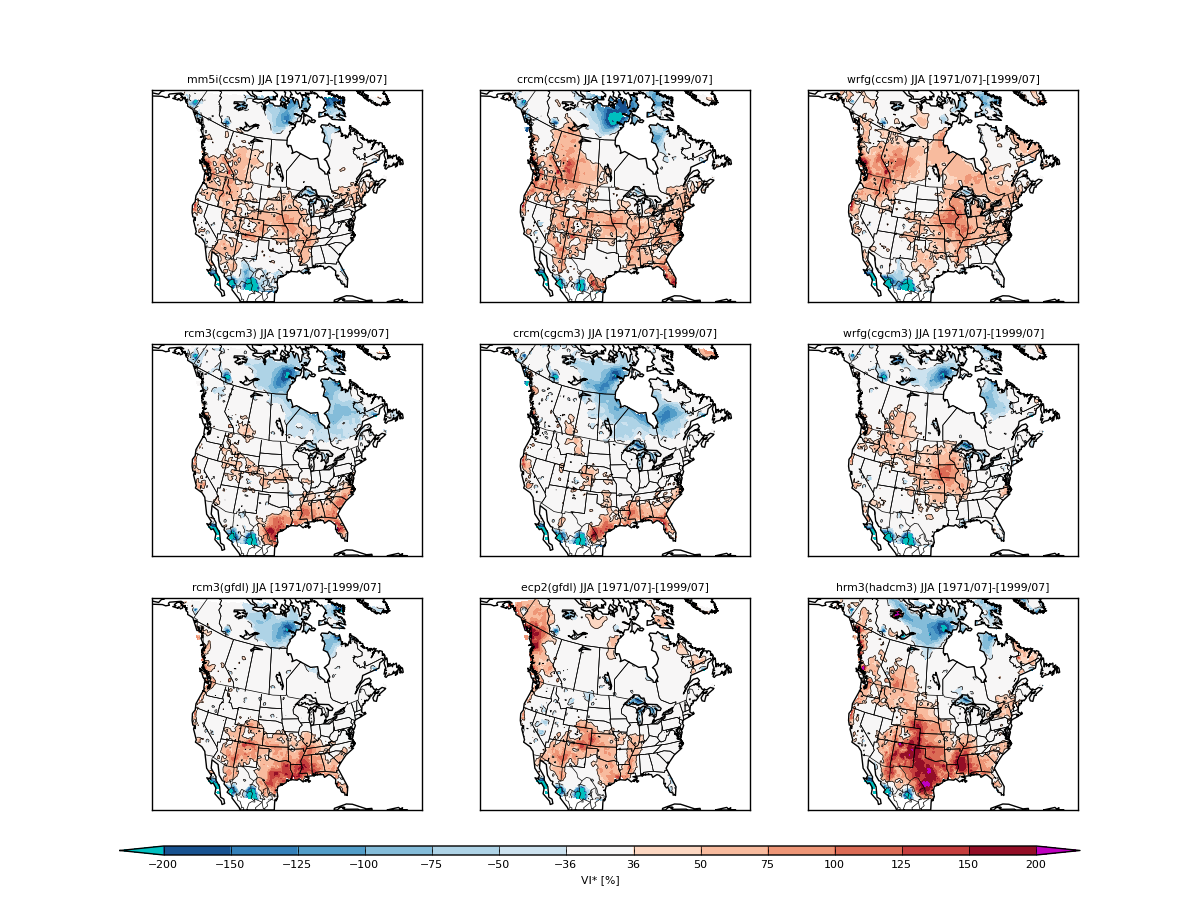 mm5i(ccsm) JJA [1971/07]-[1999/07]
crcm(ccsm) JJA [1971/07]-[1999/07]
wrfg(ccsm) JJA [1971/07]-[1999/07]
rcm3(cgcm3) JJA [1971/07]-[1999/07]
crcm(cgcm3) JJA [1971/07]-[1999/07]
wrfg(cgcm3) JJA [1971/07]-[1999/07]
rcm3(gfdl) JJA [1971/07]-[1999/07]
ecp2(gfdl) JJA [1971/07]-[1999/07]
hrm3(hadcm3) JJA [1971/07]-[1999/07]
−200 −150 −125 −100 −75 −50 −36 36 50 75 100 125 150 200
VI* [%]